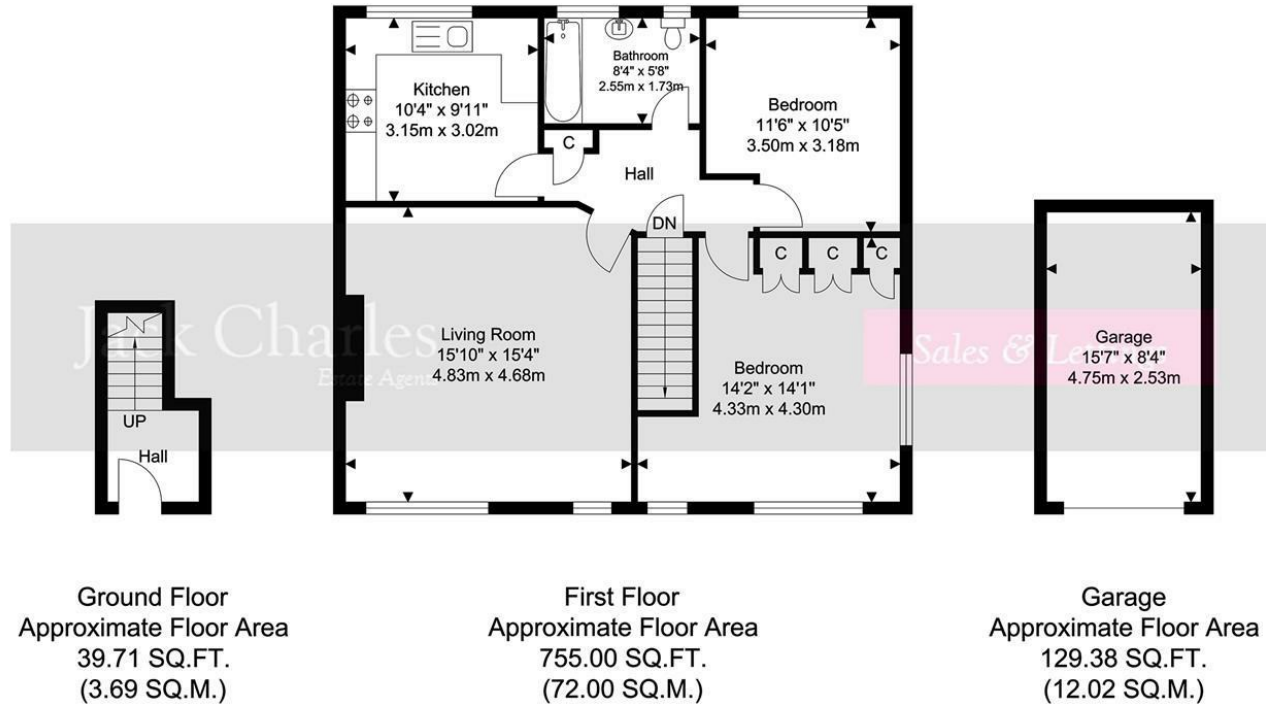 Kitchen
10'4" x 9'11"
3.15m x 3.02m
Bathroom
8'4" x 5'8"
2.55m x 1.73m
Bedroom
11'6" x 10'5"
3.50m x 3.18m
C
Hall
DN
C
C
C
Jack Charles
Estate Agents
Sales & Letting
Living Room
15'10" x 15'4"
4.83m x 4.68m
Bedroom
14'2" x 14'1"
4.33m x 4.30m
Garage
15'7" x 8'4"
4.75m x 2.53m
UP
Hall
Ground Floor
Approximate Floor Area
39.71 SQ.FT.
(3.69 SQ.M.)
First Floor
Approximate Floor Area
755.00 SQ.FT.
(72.00 SQ.M.)
Garage
Approximate Floor Area
129.38 SQ.FT.
(12.02 SQ.M.)